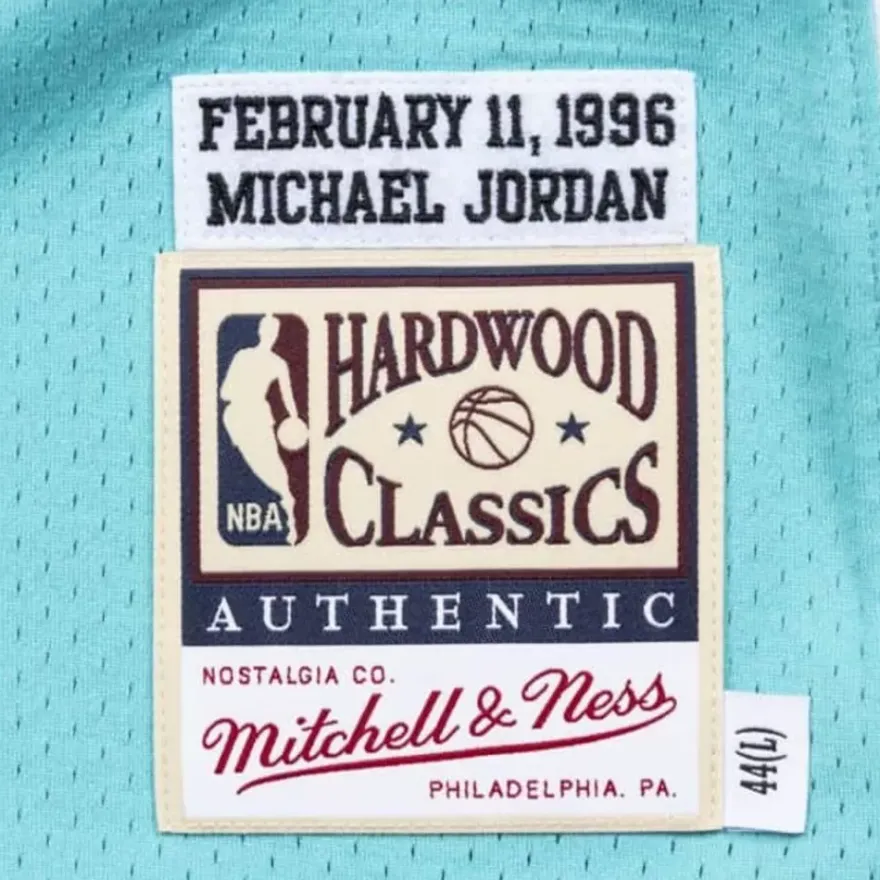 FEBRUARY 11, 1996
MICHAEL JORDAN
NBA
HARDWOOD
CLASSICS
AUTHENTIC
NOSTALGIA CO.
Mitchell & Ness
PHILADELPHIA. PA.
44(L)